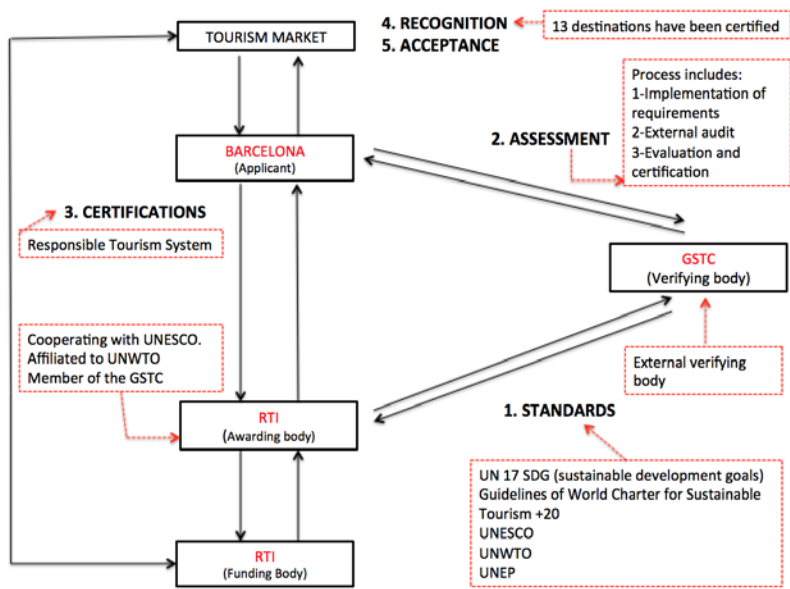 TOURISM MARKET
4. RECOGNITION
5. ACCEPTANCE
13 destinations have been certified
Process includes:
1-Implementation of
requirements
2-External audit
3-Evaluation and
certification
2. ASSESSMENT
BARCELONA
(Applicant)
3. CERTIFICATIONS
Responsible Tourism System
GSTC
(Verifying body)
Cooperating with UNESCO.
Affiliated to UNWTO
Member of the GSTC
External verifying
body
RTI
(Awarding body)
1. STANDARDS
UN 17 SDG (sustainable development goals)
Guidelines of World Charter for Sustainable
Tourism +20
UNESCO
UNWTO
UNEP
RTI
(Funding Body)